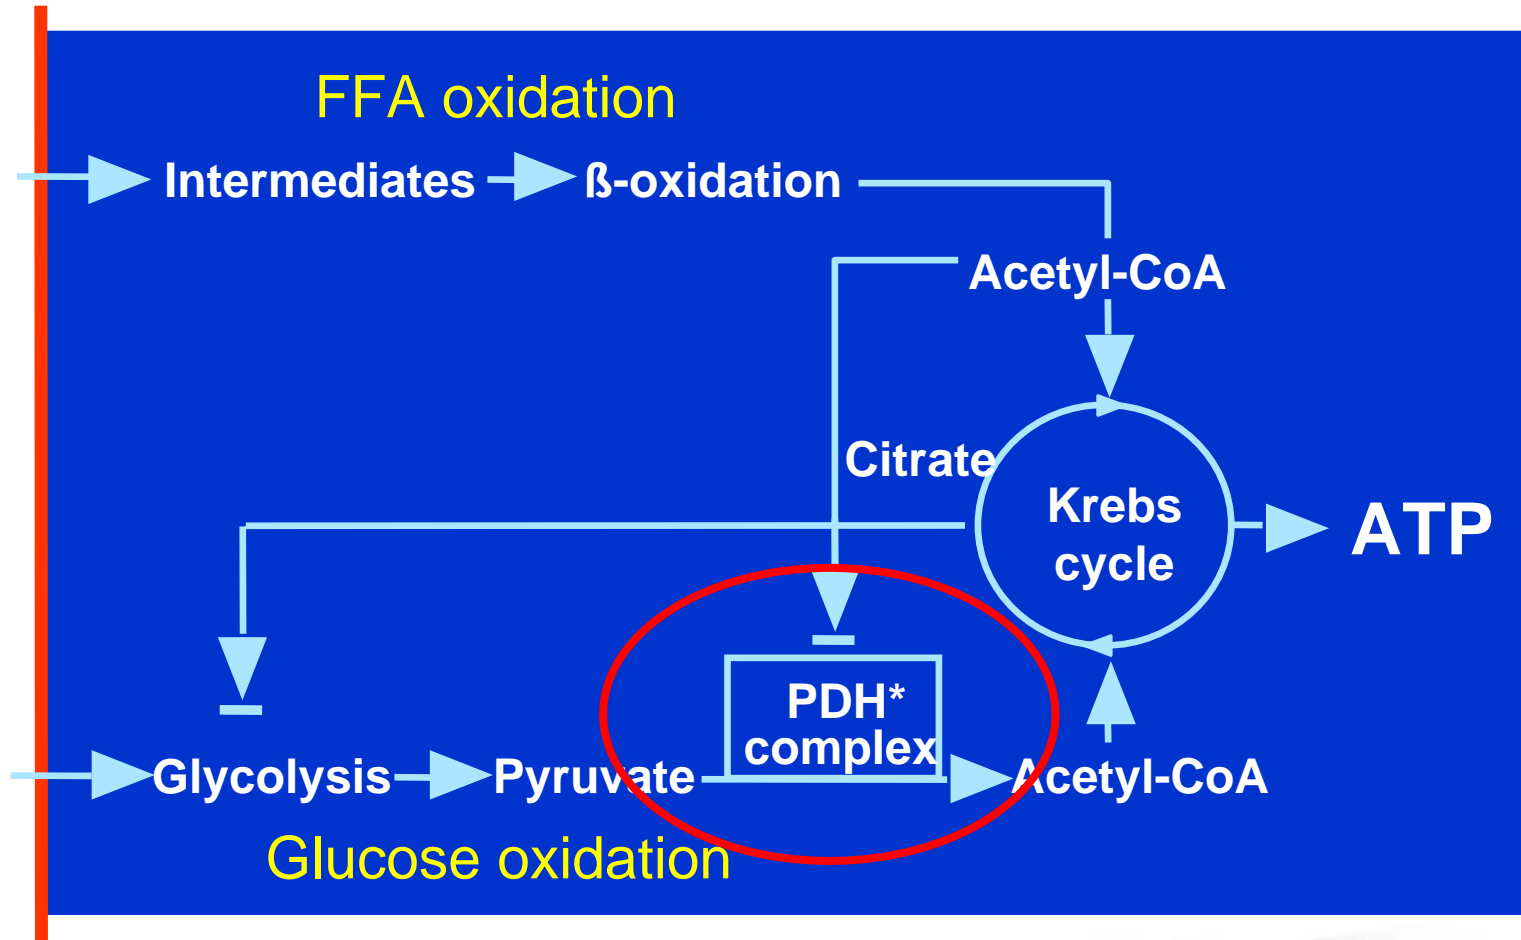 FFA oxidation
Intermediates
ß-oxidation
Acetyl-CoA
Citrate
Krebs
cycle
ATP
PDH*
complex
Glycolysis
Pyruvate
Acetyl-CoA
Glucose oxidation